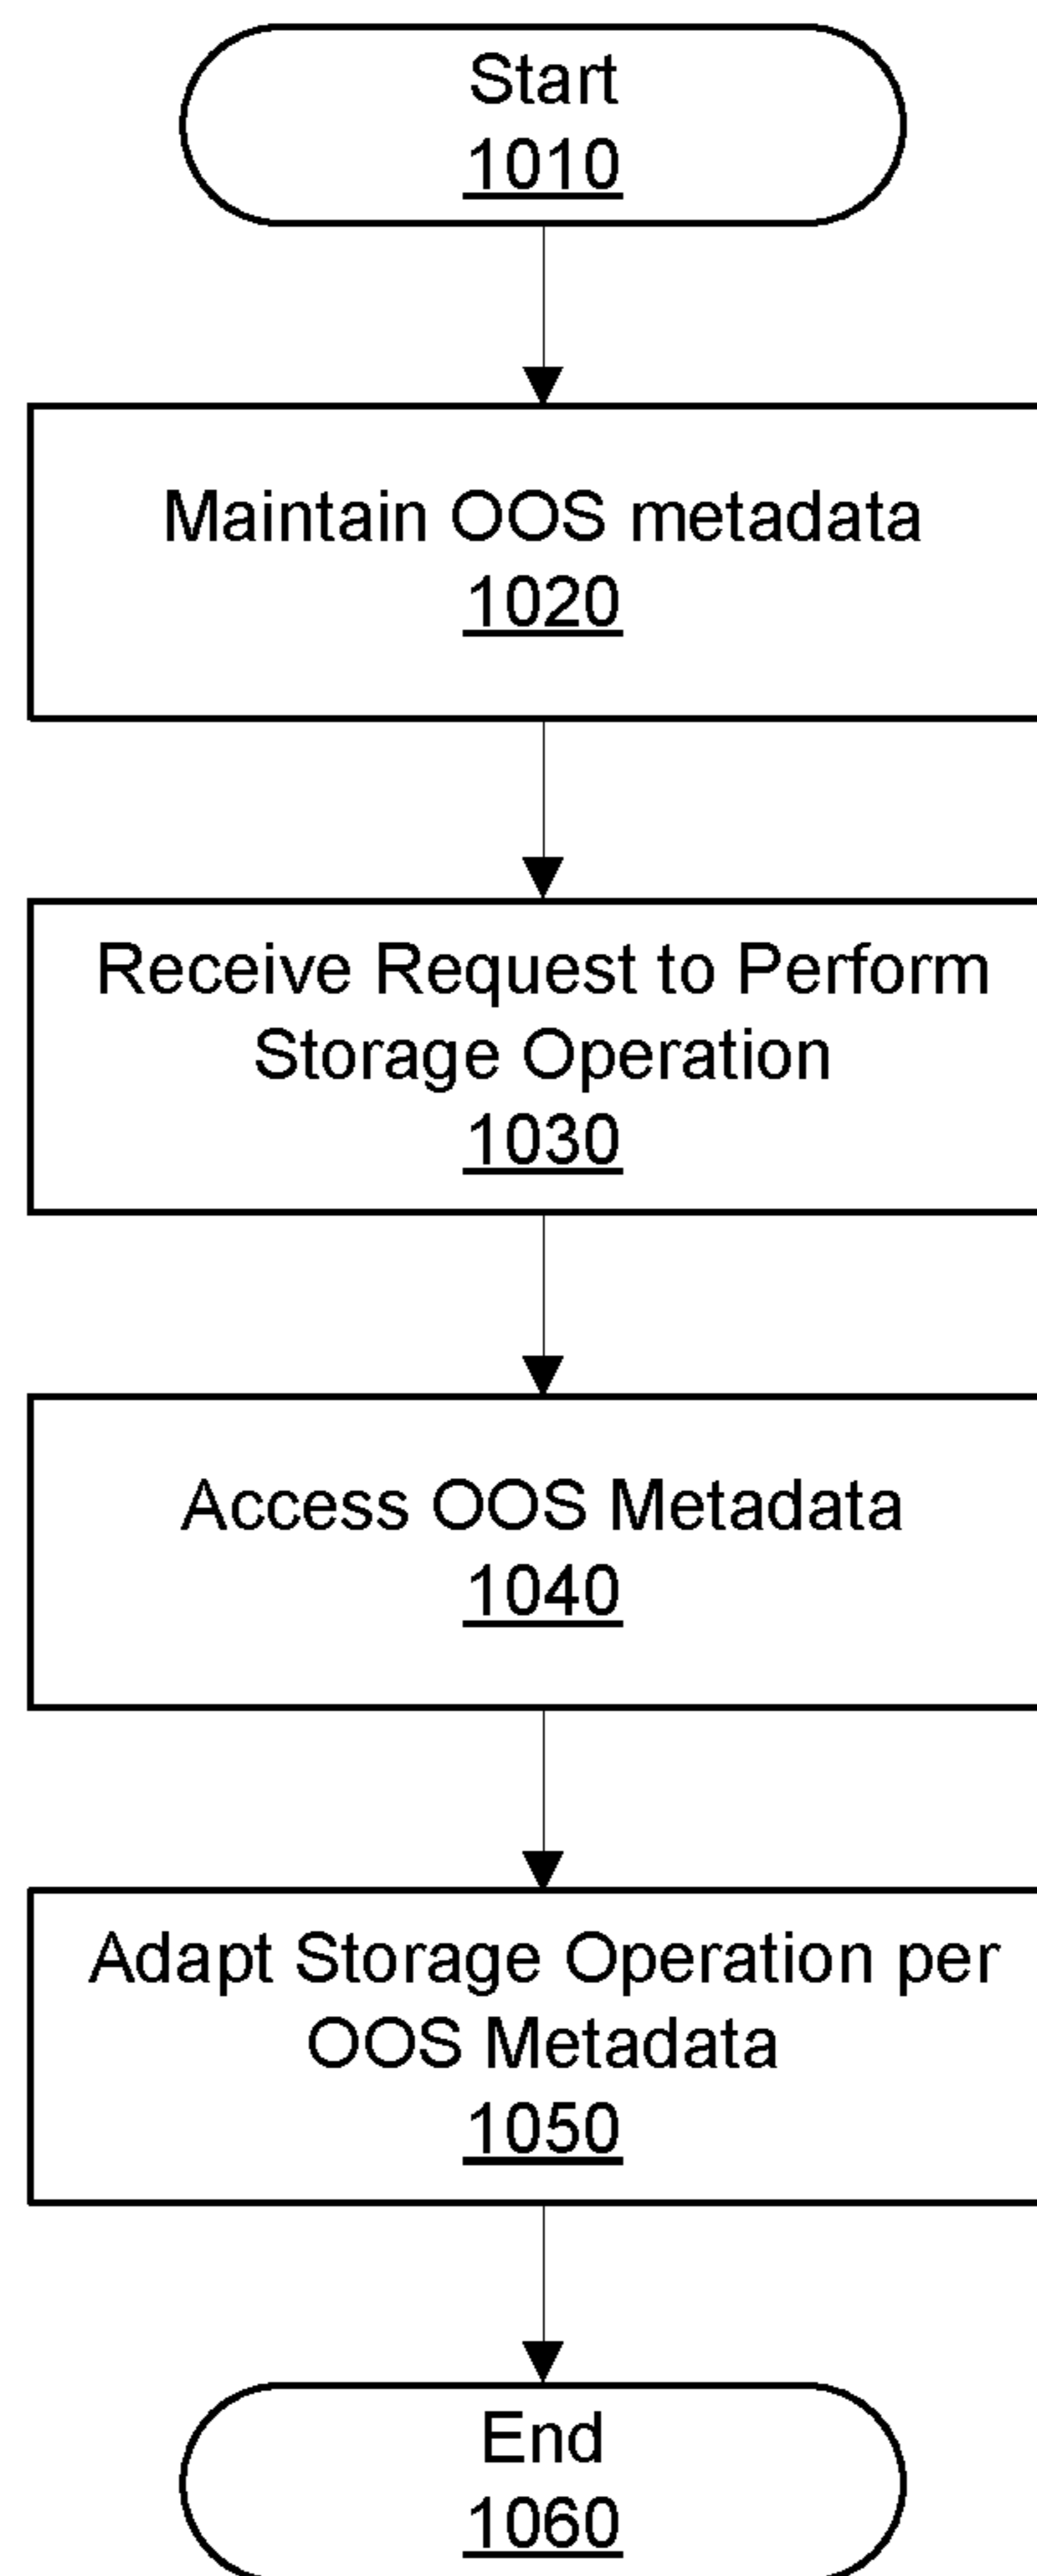 Start
1010
Maintain OOS metadata
1020
Receive Request to Perform
Storage Operation
1030
Access OOS Metadata
1040
Adapt Storage Operation per
OOS Metadata
1050
End
1060